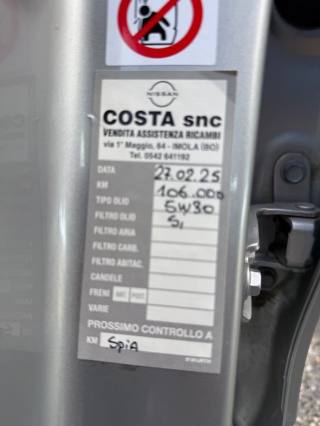 NISSAN
COSTA snc
VENDITA ASSISTENZA RICAMBI
via 1° Maggio, 64 - IMOLA (BO)
Tel. 0542 641192
DATA 27.02.25
KM 106.000
TIPO OLIO 5W30
FILTRO OLIO Si
FILTRO ARIA
FILTRO CARB.
FILTRO ABITAC.
CANDELE
FRENI ANT. POST.
VARIE
PROSSIMO CONTROLLO A
KM SpiA